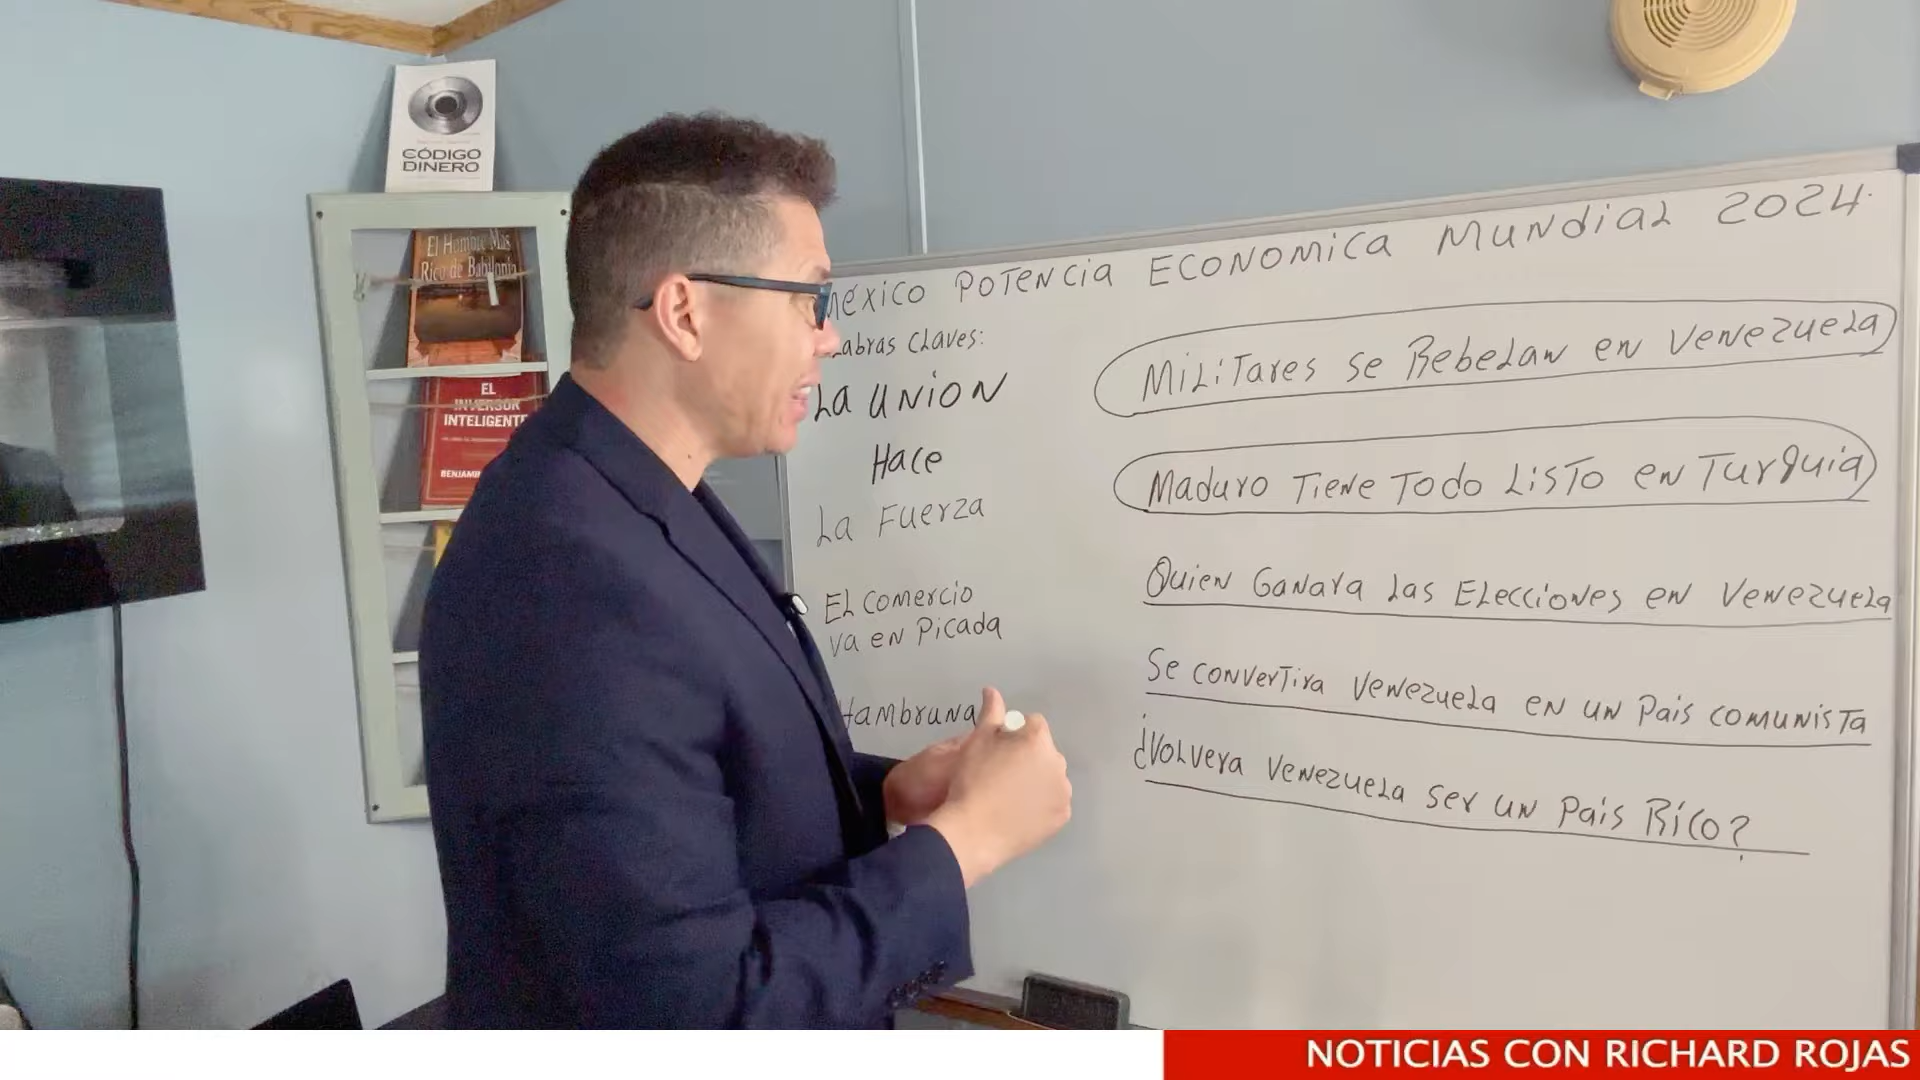 CÓDIGO
DINERO
El Hombre Más
Rico de Babilonia
EL
INVERSOR
INTELIGENTE
MÉXICO POTENCIA ECONOMICA MUNDIAL 2024.
CLAVES:
LA UNION
Hace
La Fuerza
EL Comercio
va en Picada
Hambruna
MiLiTares se Rebelan en Venezuela
Maduro Tiene Todo Listo en Turquia
Quien Ganara las Elecciones en Venezuela
Se convertira Venezuela en un Pais comunista
¿Volvera Venezuela ser un Pais Ríco?
NOTICIAS CON RICHARD ROJAS